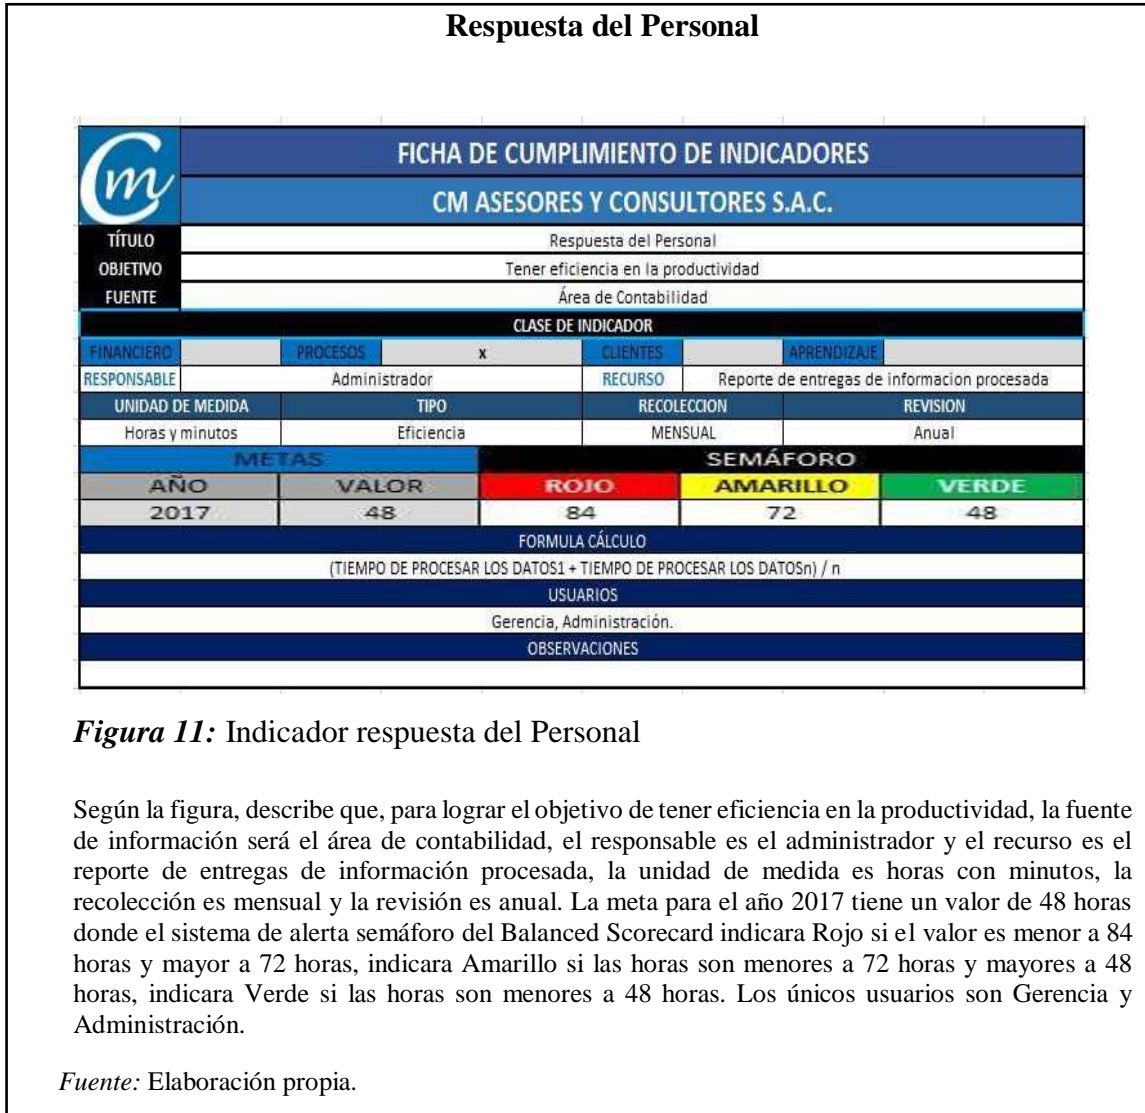 Respuesta del Personal
Cm
FICHA DE CUMPLIMIENTO DE INDICADORES
CM ASESORES Y CONSULTORES S.A.C.
TÍTULO Respuesta del Personal
OBJETIVO Tener eficiencia en la productividad
FUENTE Área de Contabilidad
CLASE DE INDICADOR
FINANCIERO PROCESOS x CLIENTES APRENDIZAJE
RESPONSABLE Administrador RECURSO Reporte de entregas de informacion procesada
UNIDAD DE MEDIDA TIPO RECOLECCION REVISION
Horas y minutos Eficiencia MENSUAL Anual
METAS SEMÁFORO
AÑO VALOR ROJO AMARILLO VERDE
2017 48 84 72 48
FORMULA CÁLCULO
(TIEMPO DE PROCESAR LOS DATOS1 + TIEMPO DE PROCESAR LOS DATOSn) / n
USUARIOS
Gerencia, Administración.
OBSERVACIONES
Figura 11: Indicador respuesta del Personal
Según la figura, describe que, para lograr el objetivo de tener eficiencia en la productividad, la fuente
de información será el área de contabilidad, el responsable es el administrador y el recurso es el
reporte de entregas de información procesada, la unidad de medida es horas con minutos, la
recolección es mensual y la revisión es anual. La meta para el año 2017 tiene un valor de 48 horas
donde el sistema de alerta semáforo del Balanced Scorecard indicara Rojo si el valor es menor a 84
horas y mayor a 72 horas, indicara Amarillo si las horas son menores a 72 horas y mayores a 48
horas, indicara Verde si las horas son menores a 48 horas. Los únicos usuarios son Gerencia y
Administración.
Fuente: Elaboración propia.